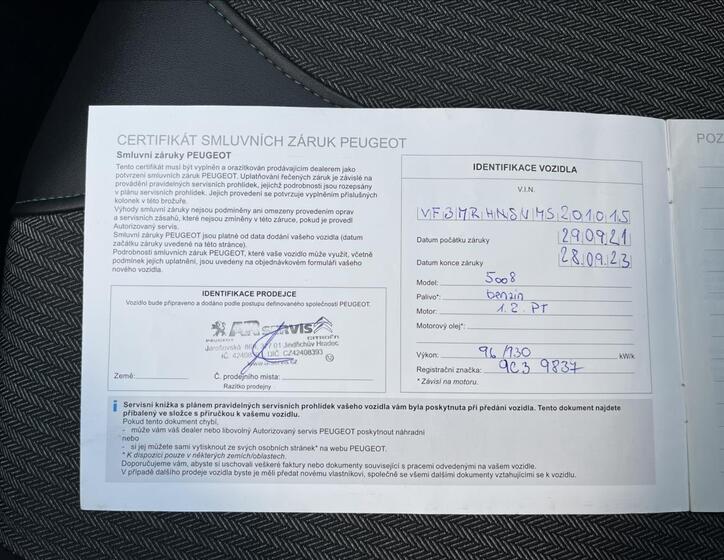 CERTIFIKÁT SMLUVNÍCH ZÁRUK PEUGEOT
Smluvní záruky PEUGEOT
Tento certifikát musí být vyplněn a orazítkován prodávajícím dealerem jako
potvrzení smluvních záruk PEUGEOT. Uplatňování řečených záruk je závislé na
provádění pravidelných servisních prohlídek, jejichž podrobnosti jsou rozepsány
v plánu servisních prohlídek. Jejich provedení se potvrzuje vyplněním příslušných
kolonek v této brožuře.
Výhody smluvních záruk nejsou podmíněny ani omezeny provedením oprav
a servisních zásahů, které nejsou zmíněny v této záruce, pokud je provedl
Autorizovaný servis.
Smluvní záruky PEUGEOT jsou platné od data dodání vašeho vozidla (datum
začátku záruky uvedené na této stránce).
Podrobnosti smluvních záruk PEUGEOT, které vaše vozidlo může využít, včetně
podmínek jejich uplatnění, jsou uvedeny na objednávkovém formuláři vašeho
nového vozidla.
IDENTIFIKACE PRODEJCE
Vozidlo bude připraveno a dodáno podle postupu definovaného společností PEUGEOT.
AR servis
PEUGEOT CITROËN
Jarošovská 7 01 Jindřichův Hradec
IČ: 42408 DIČ: CZ42408393
Země:
Č. prodejního místa:
Razítko prodejny
IDENTIFIKACE VOZIDLA
V.I.N.
VF3MRHNSVMS201015
Datum počátku záruky 290921
Datum konce záruky 28.09.23
Model: 5008
Palivo*: benzin
Motor: 1.2 PT
Motorový olej*:
Výkon: 96/130 kW/k
Registrační značka: 9C3 9837
* Závisí na motoru.
i Servisní knížka s plánem pravidelných servisních prohlídek vašeho vozidla vám byla poskytnuta při předání vozidla. Tento dokument najdete
přibalený ve složce s příručkou k vašemu vozidlu.
Pokud tento dokument chybí,
- může vám váš dealer nebo libovolný Autorizovaný servis PEUGEOT poskytnout náhradní
nebo
- si jej můžete sami vytisknout ze svých osobních stránek* na webu PEUGEOT.
* K dispozici pouze v některých zemích/oblastech.
Doporučujeme vám, abyste si uschovali veškeré faktury nebo dokumenty související s pracemi odvedenými na vašem vozidle.
V případě dalšího prodeje vozidla byste je měli předat novému vlastníkovi, společně se všemi dalšími dokumenty vztahujícími se k vozidlu.
POZ